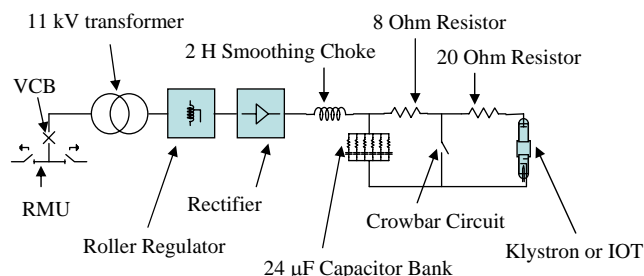 11 kV transformer
8 Ohm Resistor
2 H Smoothing Choke
20 Ohm Resistor
VCB
RMU
Rectifier
Crowbar Circuit
Roller Regulator
Klystron or IOT
24 μF Capacitor Bank